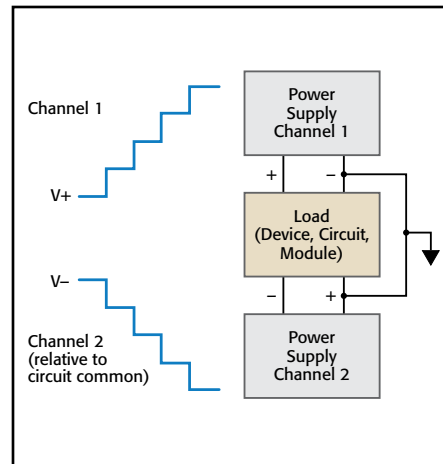 Channel 1
V+
Power
Supply
Channel 1
+ –
Load
(Device, Circuit,
Module)
V–
Channel 2
(relative to
circuit common)
– +
Power
Supply
Channel 2